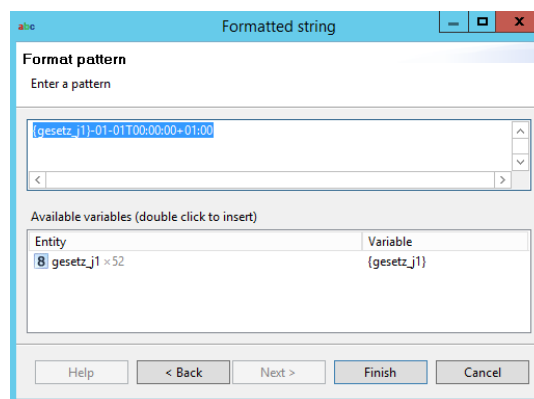 abc Formatted string
Format pattern
Enter a pattern
{gesetz_j1}-01-01T00:00:00+01:00
Available variables (double click to insert)
Entity Variable
8 gesetz_j1 ×52 {gesetz_j1}
Help < Back Next > Finish Cancel